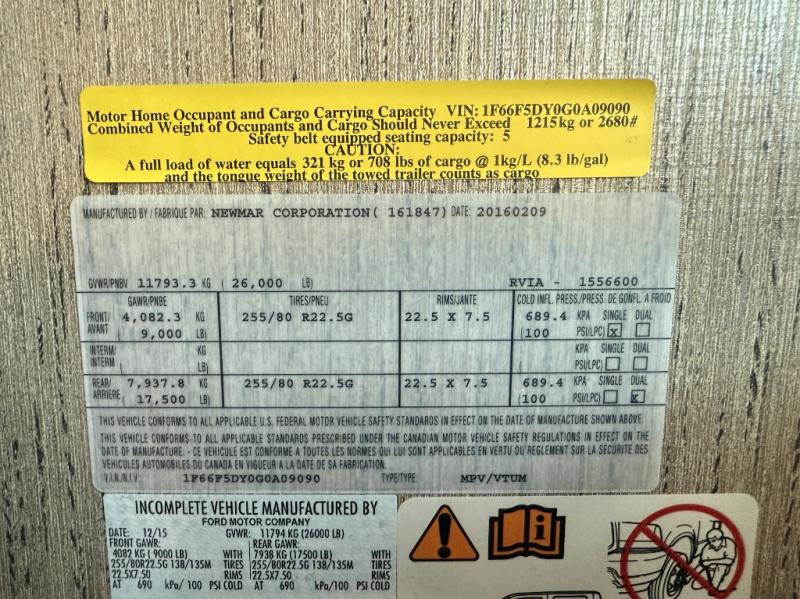 Motor Home Occupant and Cargo Carrying Capacity VIN: 1F66F5DY0G0A09090
Combined Weight of Occupants and Cargo Should Never Exceed 1215kg or 2680#
Safety belt equipped seating capacity: 5
CAUTION:
A full load of water equals 321 kg or 708 lbs of cargo @ 1kg/L (8.3 lb/gal)
and the tongue weight of the towed trailer counts as cargo
MANUFACTURED BY / FABRIQUE PAR: NEWMAR CORPORATION( 161847) DATE: 20160209
GVWR/PNBV 11793.3 KG ( 26,000 LB) RVIA - 1556600
GAWR/PNBE TIRES/PNEU RIMS/JANTE COLD INFL. PRESS/PRESS. DE GONFL. A FROID
FRONT/ 4,082.3 KG 255/80 R22.5G 22.5 X 7.5 689.4 KPA SINGLE DUAL
AVANT ( 9,000 LB) (100 PSI/LPC) X
INTERM/ KG KPA SINGLE DUAL
INTERM. ( LB) ( PSI/LPC)
REAR/ 7,937.8 KG 255/80 R22.5G 22.5 X 7.5 689.4 KPA SINGLE DUAL
ARRIÈRE ( 17,500 LB) (100 PSI/LPC) X
THIS VEHICLE CONFORMS TO ALL APPLICABLE U.S. FEDERAL MOTOR VEHICLE SAFETY STANDARDS IN EFFECT ON THE DATE OF MANUFACTURE SHOWN ABOVE.
THIS VEHICLE CONFORMS TO ALL APPLICABLE STANDARDS PRESCRIBED UNDER THE CANADIAN MOTOR VEHICLE SAFETY REGULATIONS IN EFFECT ON THE
DATE OF MANUFACTURE. - CE VEHICULE EST CONFORME A TOUTES LES NORMES QUI LUI SONT APPLICABLES EN VERTU DU REGLEMENT SUR LA SECURITE DES
VEHICULES AUTOMOBILES DU CANADA EN VIGUEUR A LA DATE DE SA FABRICATION.
V.I.N./N.I.V. 1F66F5DY0G0A09090 TYPE/TYPE: MPV/VTUM
INCOMPLETE VEHICLE MANUFACTURED BY
FORD MOTOR COMPANY
DATE: 12/15 GVWR: 11794 KG (26000 LB)
FRONT GAWR: REAR GAWR:
4082 KG ( 9000 LB) WITH 7938 KG (17500 LB) WITH
255/80R22.5G 138/135M TIRES 255/80R22.5G 138/135M TIRES
22.5X7.50 RIMS 22.5X7.50 RIMS
AT 690 kPa/100 PSI COLD AT 690 kPa/100 PSI COLD